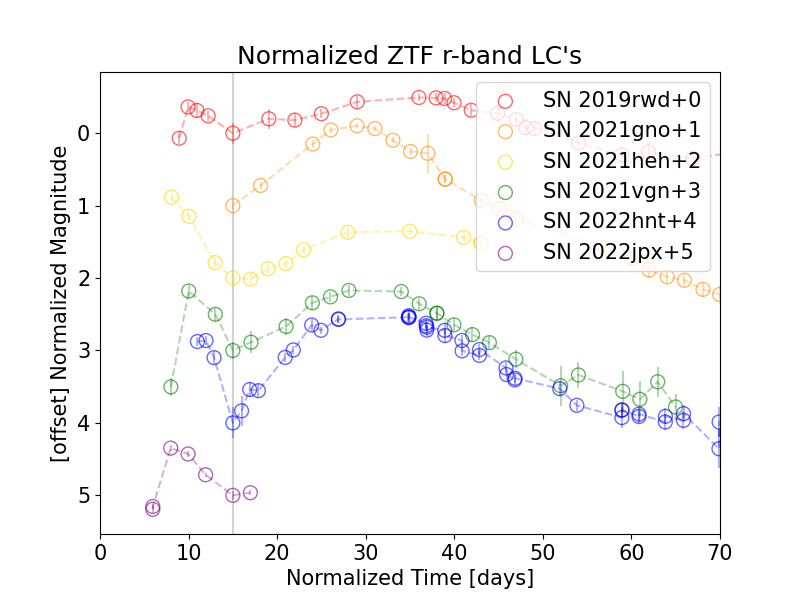 Normalized ZTF r-band LC's
SN 2019rwd+0
SN 2021gno+1
SN 2021heh+2
SN 2021vgn+3
SN 2022hnt+4
SN 2022jpx+5
[offset] Normalized Magnitude
0
1
2
3
4
5
0 10 20 30 40 50 60 70
Normalized Time [days]